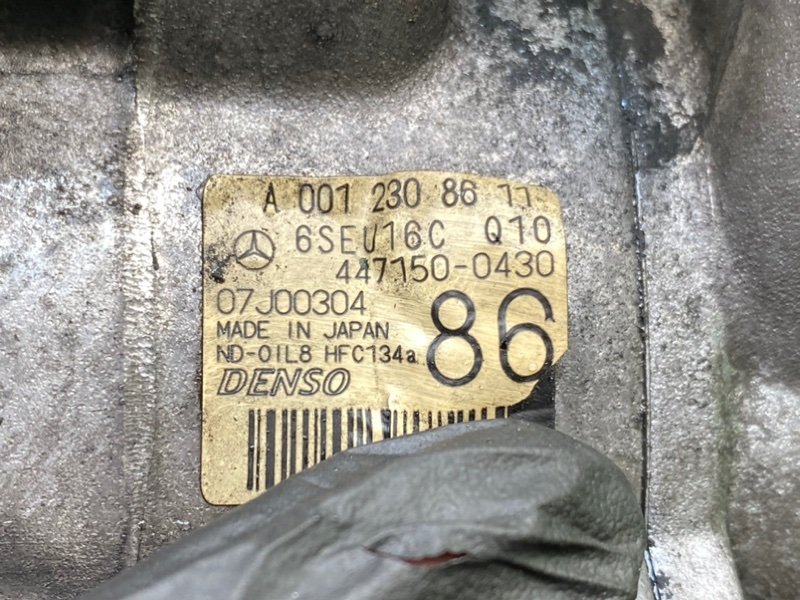 A 001 230 86 11
6SEU16C Q10
447150-0430
07J00304
MADE IN JAPAN
ND-OIL8 HFC134a
86
DENSO